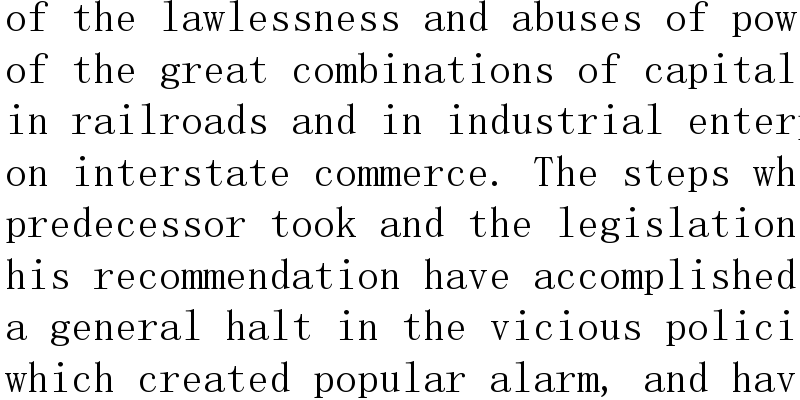 of the lawlessness and abuses of pow
of the great combinations of capital
in railroads and in industrial enter
on interstate commerce. The steps wh
predecessor took and the legislation
his recommendation have accomplished
a general halt in the vicious polici
which created popular alarm, and hav